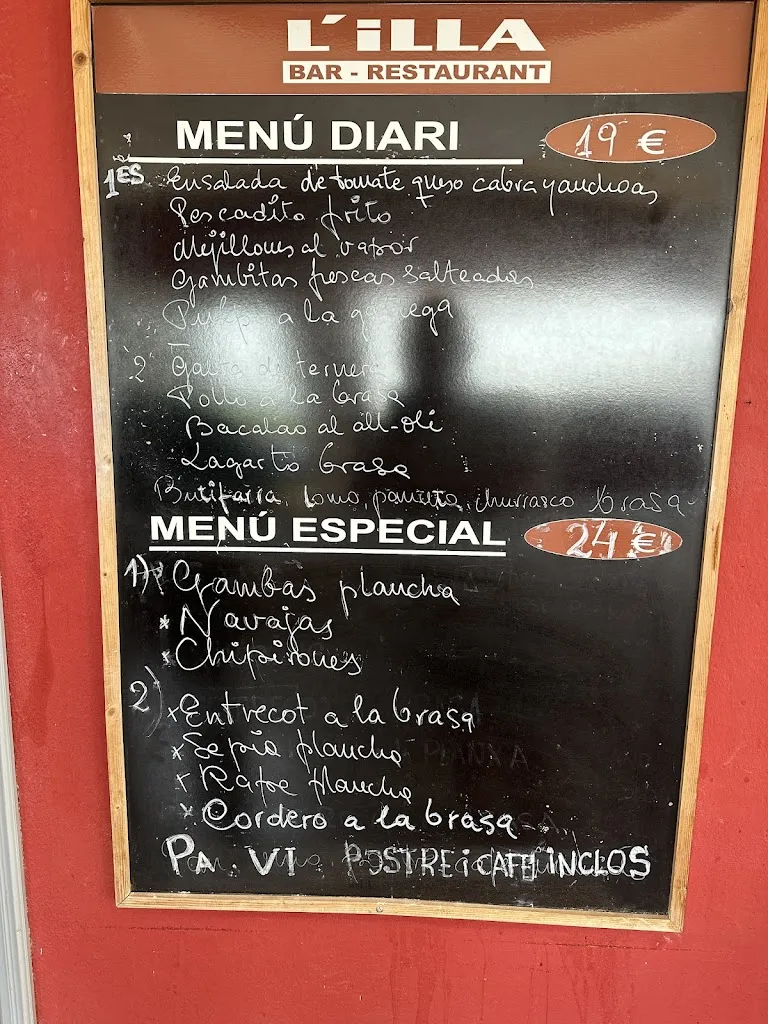 L'iLLA
BAR - RESTAURANT
MENÚ DIARI 19 €
1ES Ensalada de tomate queso cabra y anchoas
Pescadito frito
Mejillones al vapor
Gambitas frescas salteadas
Pulpo a la gallega
2 Galta de ternera
Pollo a la brasa
Bacalao al all-oli
Lagarto brasa
Butifarra, lomo, panceta, churrasco brasa
MENÚ ESPECIAL 24 €
1) x Gambas plancha
x Navajas
x Chipirones
2) x Entrecot a la brasa
x Sepia plancha
x Rape plancha
x Cordero a la brasa
PA VI POSTRE i CAFE iNCLOS